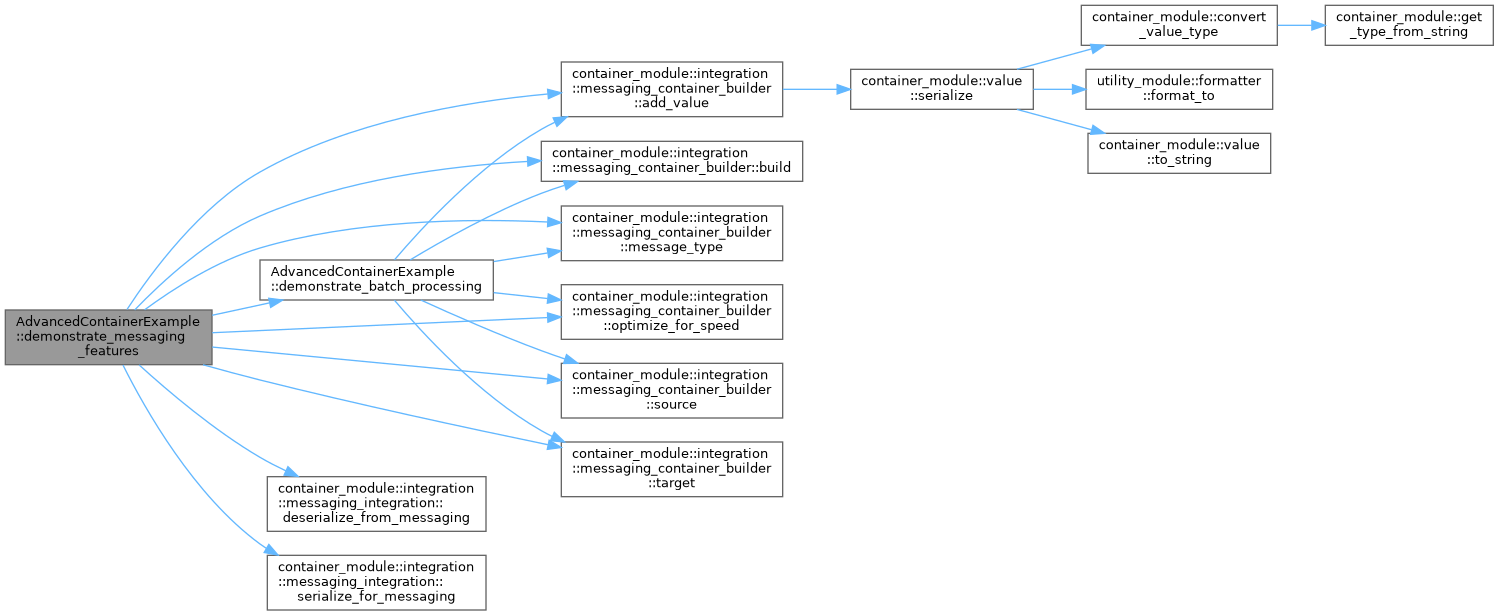 AdvancedContainerExample
::demonstrate_messaging
_features
AdvancedContainerExample
::demonstrate_batch_processing
container_module::integration
::messaging_integration::
deserialize_from_messaging
container_module::integration
::messaging_integration::
serialize_for_messaging
container_module::integration
::messaging_container_builder
::add_value
container_module::integration
::messaging_container_builder::build
container_module::integration
::messaging_container_builder
::message_type
container_module::integration
::messaging_container_builder
::optimize_for_speed
container_module::integration
::messaging_container_builder
::source
container_module::integration
::messaging_container_builder
::target
container_module::value
::serialize
container_module::convert
_value_type
utility_module::formatter
::format_to
container_module::value
::to_string
container_module::get
_type_from_string